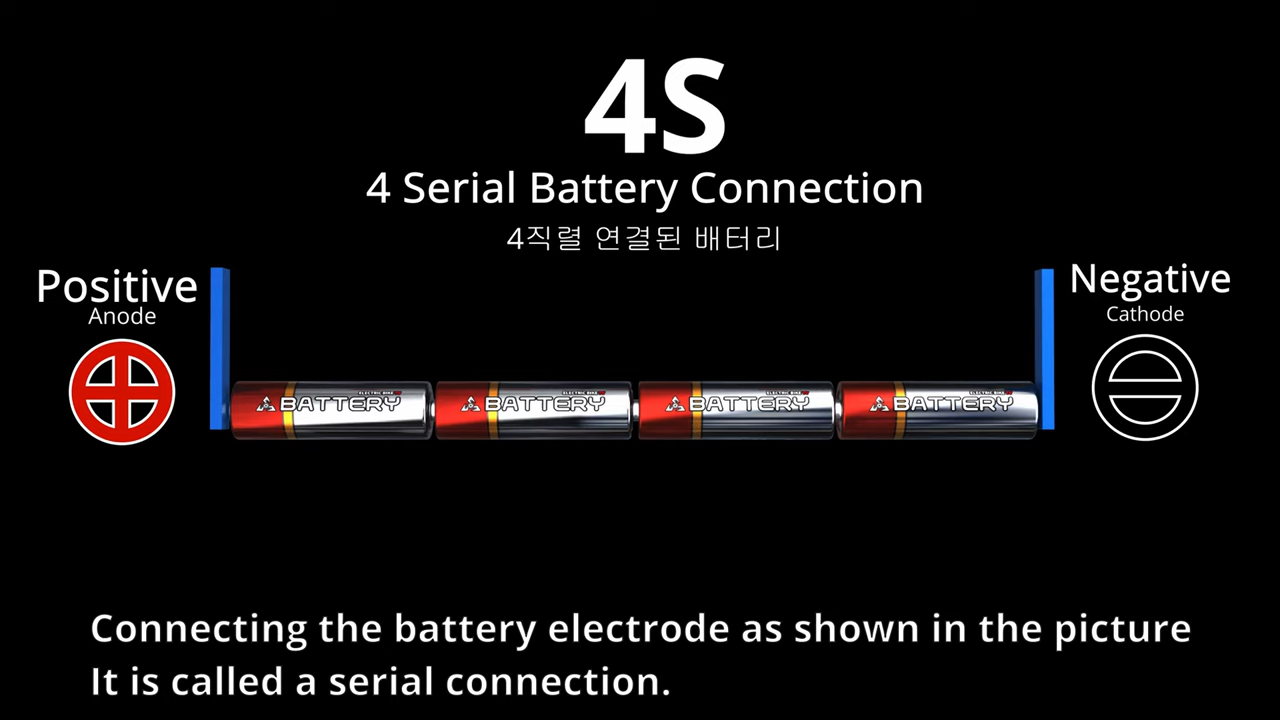 4S
4 Serial Battery Connection
4직렬 연결된 배터리
Positive
Anode
Negative
Cathode
BATTERY
BATTERY
BATTERY
BATTERY
Connecting the battery electrode as shown in the picture
It is called a serial connection.